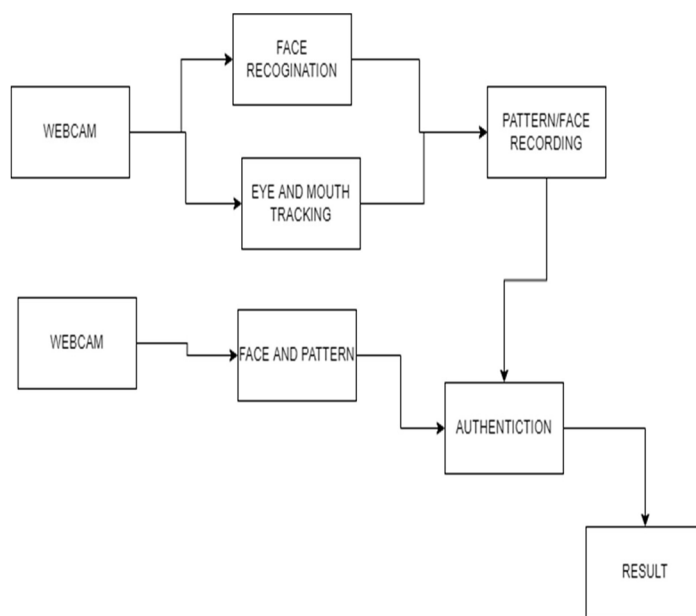 FACE
RECOGINATION
WEBCAM
PATTERN/FACE
RECORDING
EYE AND MOUTH
TRACKING
WEBCAM
FACE AND PATTERN
AUTHENTICTION
RESULT